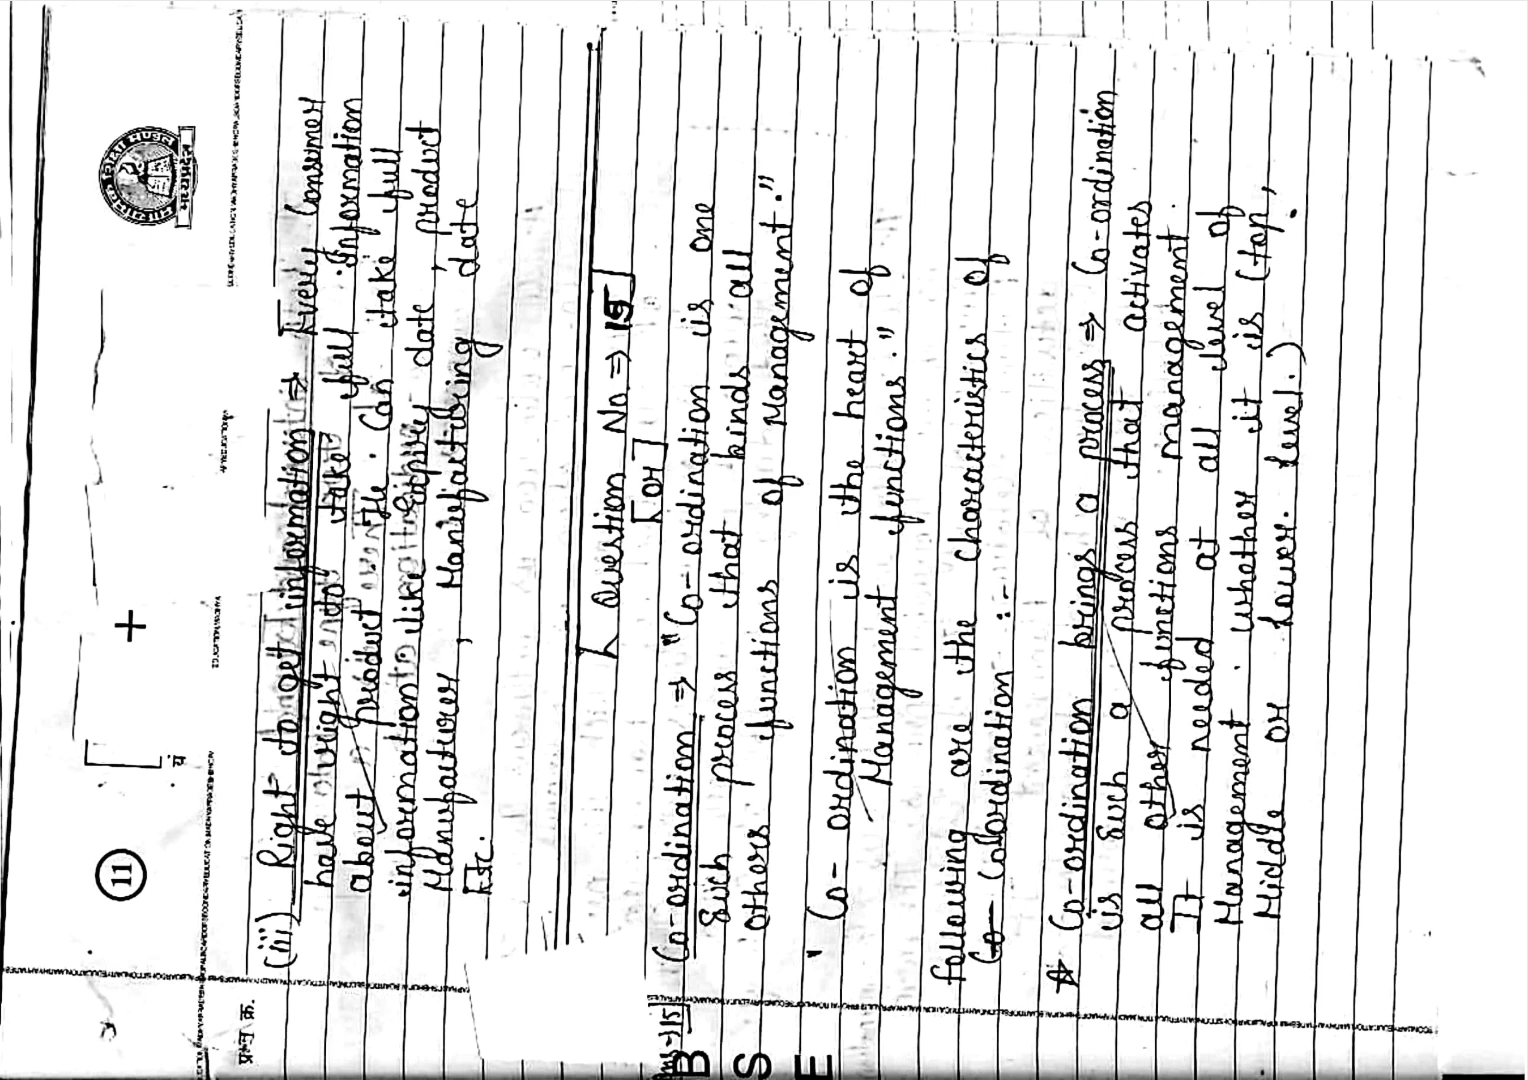 11
+
(iii) Right to get information ⇒ Every Consumer
have right to take full Information
about product. He can take full
information like Expire date, product
Manufaturer, Manufacturing date
Etc.
Question No ⇒ 15
or
Ans → 15
Co-ordination ⇒ "Co-ordination is one
Such process that binds all
others functions of Management."
" Co-ordination is the heart of
Management functions."
following are the characteristics of
Co-ordination :-
☆ Co-ordination brings a process ⇒ Co-ordination
is Such a process that activates
all other functions management.
It is needed at all level of
Management. whether it is (top,
Middle or Lower. Level.)
B
S
E